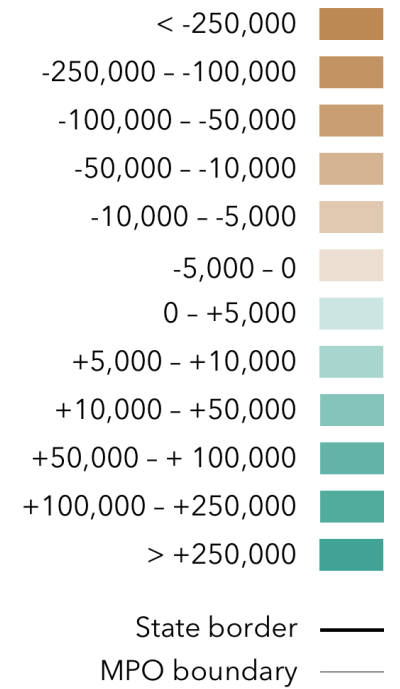 < -250,000
-250,000 – -100,000
-100,000 – -50,000
-50,000 – -10,000
-10,000 – -5,000
-5,000 – 0
0 – +5,000
+5,000 – +10,000
+10,000 – +50,000
+50,000 – + 100,000
+100,000 – +250,000
> +250,000
State border
MPO boundary